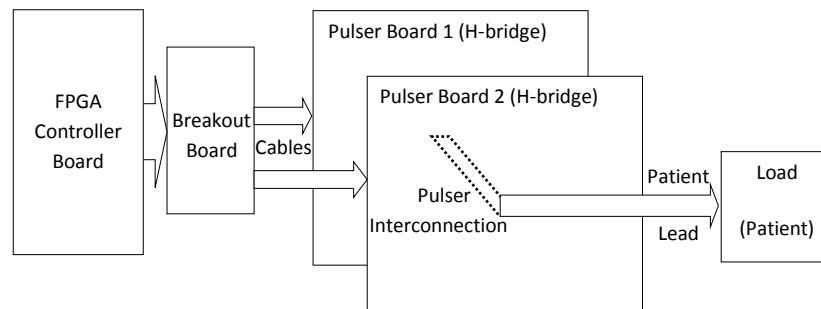 FPGA
Controller
Board
Breakout
Board
Cables
Pulser Board 1 (H-bridge)
Pulser Board 2 (H-bridge)
Pulser
Interconnection
Patient
Lead
Load
(Patient)